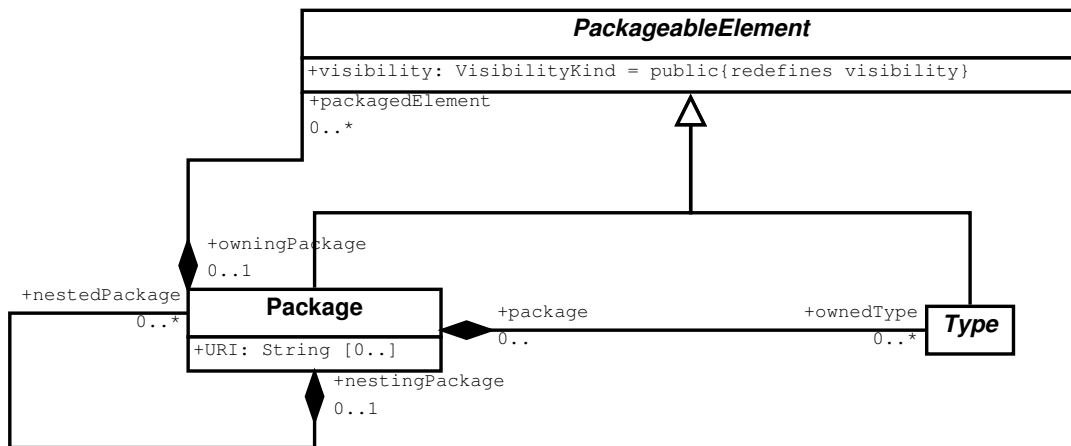 PackageableElement
+visibility: VisibilityKind = public{redefines visibility}
+packagedElement
0..*
+owningPackage
0..1
+nestedPackage
0..*
Package
+URI: String [0..]
+package
0..
+ownedType
0..*
Type
+nestingPackage
0..1